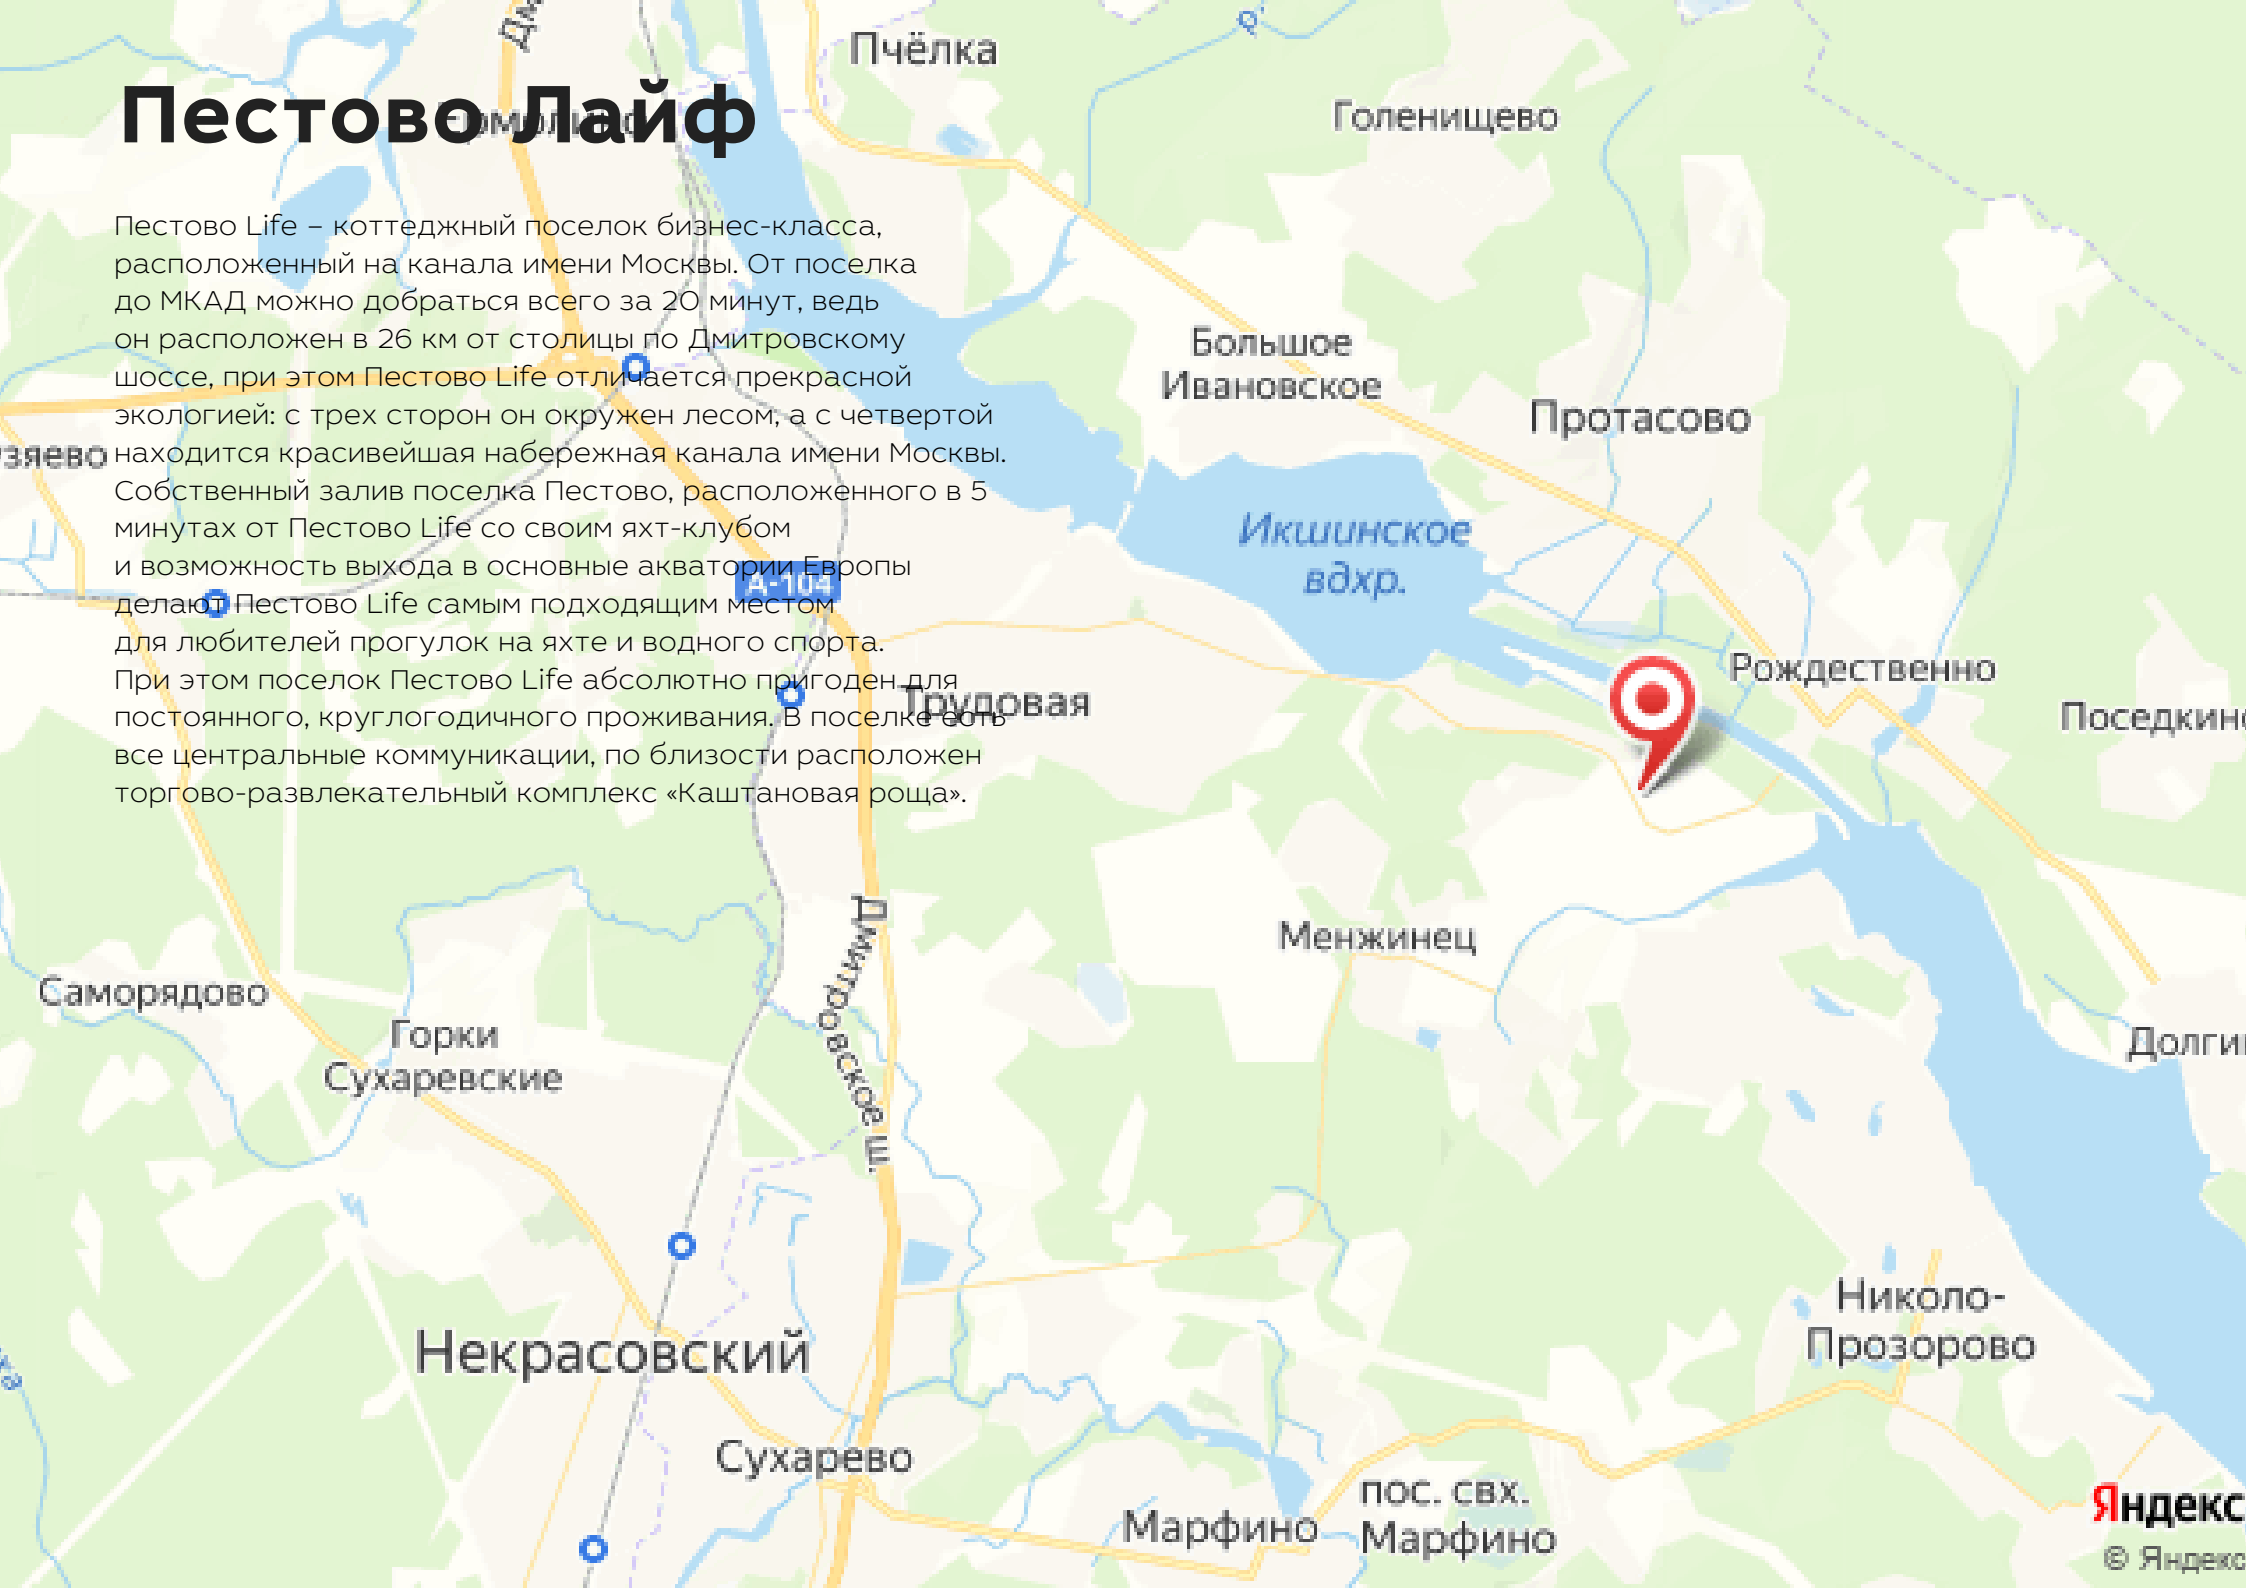 Пчёлка
Голенищево
Пестово Лайф
Пестово Life – коттеджный поселок бизнес-класса,
расположенный на канала имени Москвы. От поселка
до МКАД можно добраться всего за 20 минут, ведь
он расположен в 26 км от столицы по Дмитровскому
шоссе, при этом Пестово Life отличается прекрасной
экологией: с трех сторон он окружен лесом, а с четвертой
находится красивейшая набережная канала имени Москвы.
Собственный залив поселка Пестово, расположенного в 5
минутах от Пестово Life со своим яхт-клубом
и возможность выхода в основные акватории Европы
делают Пестово Life самым подходящим местом
для любителей прогулок на яхте и водного спорта.
При этом поселок Пестово Life абсолютно пригоден для
постоянного, круглогодичного проживания. В поселке есть
все центральные коммуникации, по близости расположен
торгово-развлекательный комплекс «Каштановая роща».
Большое
Ивановское
Протасово
Икшинское
вдхр.
А-104
Рождественно
Трудовая
Менжинец
Дмитровское ш.
Саморядово
Горки
Сухаревские
Николо-
Прозорово
Некрасовский
Сухарево
пос. свх.
Марфино
Марфино
Яндекс
© Яндекс